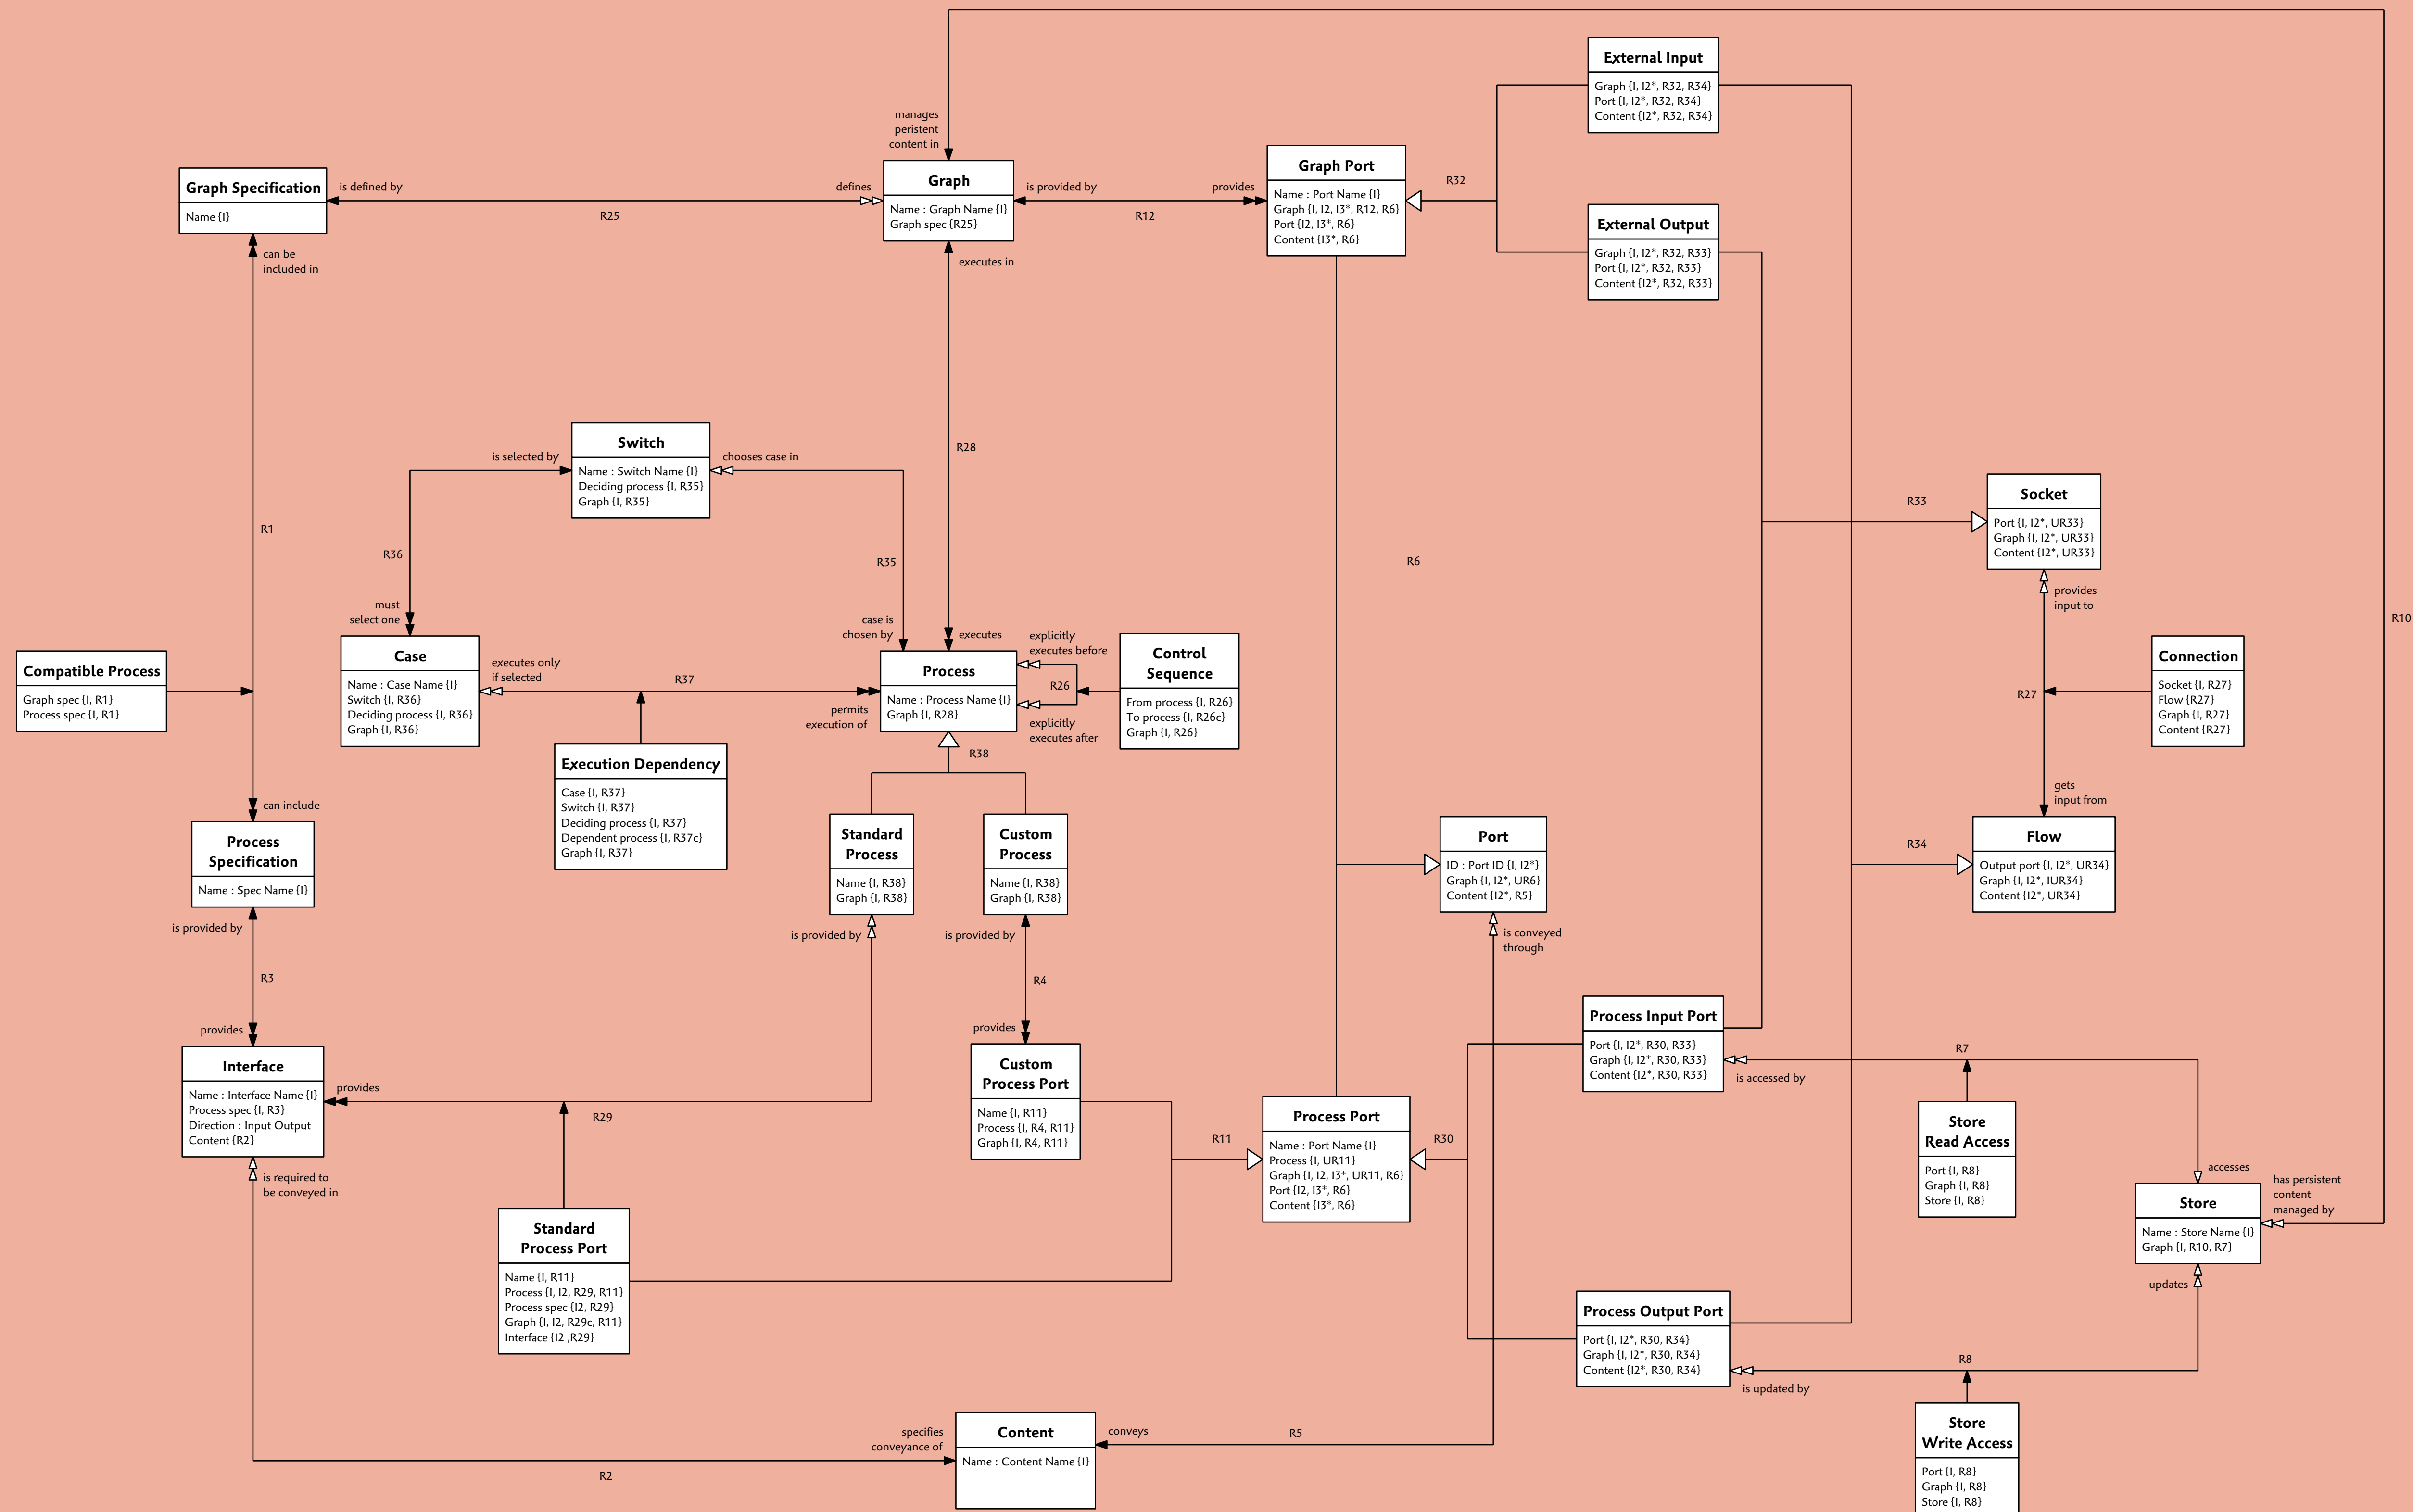 External Input
Graph {I, I2*, R32, R34}
Port {I, I2*, R32, R34}
Content {I2*, R32, R34}
manages
peristent
content in
Graph Specification
Name {I}
is defined by
R25
defines
Graph
Name : Graph Name {I}
Graph spec {R25}
is provided by
R12
provides
Graph Port
Name : Port Name {I}
Graph {I, I2, I3*, R12, R6}
Port {I2, I3*, R6}
Content {I3*, R6}
R32
External Output
Graph {I, I2*, R32, R33}
Port {I, I2*, R32, R33}
Content {I2*, R32, R33}
can be
included in
executes in
Switch
Name : Switch Name {I}
Deciding process {I, R35}
Graph {I, R35}
is selected by
chooses case in
R28
R1
R36
R35
R6
R33
Socket
Port {I, I2*, UR33}
Graph {I, I2*, UR33}
Content {I2*, UR33}
provides
input to
R10
must
select one
case is
chosen by
executes
explicitly
executes before
Compatible Process
Graph spec {I, R1}
Process spec {I, R1}
Case
Name : Case Name {I}
Switch {I, R36}
Deciding process {I, R36}
Graph {I, R36}
executes only
if selected
R37
permits
execution of
Process
Name : Process Name {I}
Graph {I, R28}
R26
explicitly
executes after
Control
Sequence
From process {I, R26}
To process {I, R26c}
Graph {I, R26}
R27
Connection
Socket {I, R27}
Flow {R27}
Graph {I, R27}
Content {R27}
R38
Execution Dependency
Case {I, R37}
Switch {I, R37}
Deciding process {I, R37}
Dependent process {I, R37c}
Graph {I, R37}
can include
Process
Specification
Name : Spec Name {I}
Standard
Process
Name {I, R38}
Graph {I, R38}
Custom
Process
Name {I, R38}
Graph {I, R38}
Port
ID : Port ID {I, I2*}
Graph {I, I2*, UR6}
Content {I2*, R5}
gets
input from
R34
Flow
Output port {I, I2*, UR34}
Graph {I, I2*, IUR34}
Content {I2*, UR34}
is provided by
is provided by
is provided by
is conveyed
through
R3
R4
provides
provides
Interface
Name : Interface Name {I}
Process spec {I, R3}
Direction : Input Output
Content {R2}
provides
R29
Custom
Process Port
Name {I, R11}
Process {I, R4, R11}
Graph {I, R4, R11}
R11
Process Port
Name : Port Name {I}
Process {I, UR11}
Graph {I, I2, I3*, UR11, R6}
Port {I2, I3*, R6}
Content {I3*, R6}
R30
Process Input Port
Port {I, I2*, R30, R33}
Graph {I, I2*, R30, R33}
Content {I2*, R30, R33}
R7
is accessed by
Store
Read Access
Port {I, R8}
Graph {I, R8}
Store {I, R8}
accesses
has persistent
content
managed by
Store
Name : Store Name {I}
Graph {I, R10, R7}
is required to
be conveyed in
Standard
Process Port
Name {I, R11}
Process {I, I2, R29, R11}
Process spec {I2, R29}
Graph {I, I2, R29c, R11}
Interface {I2 ,R29}
updates
Process Output Port
Port {I, I2*, R30, R34}
Graph {I, I2*, R30, R34}
Content {I2*, R30, R34}
R8
is updated by
specifies
conveyance of
R2
Content
Name : Content Name {I}
conveys
R5
Store
Write Access
Port {I, R8}
Graph {I, R8}
Store {I, R8}